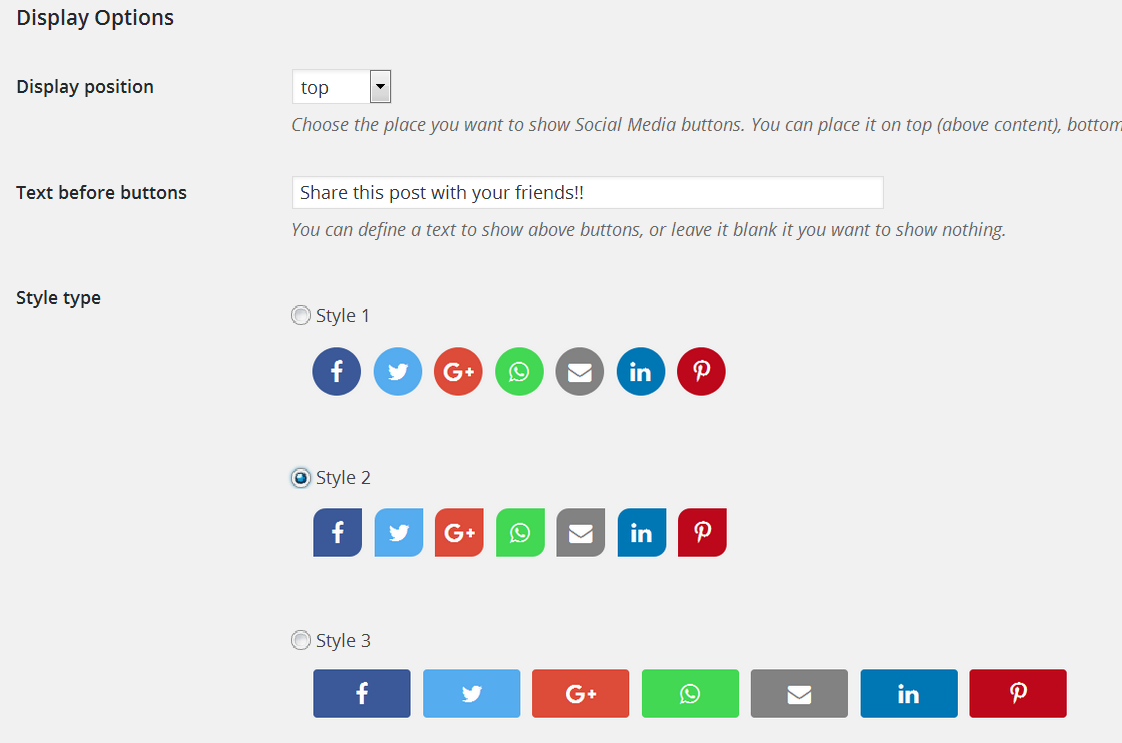 Display Options
Display position
top
Choose the place you want to show Social Media buttons. You can place it on top (above content), bottom
Text before buttons
Share this post with your friends!!
You can define a text to show above buttons, or leave it blank it you want to show nothing.
Style type
Style 1
f G+ in
Style 2
f G+ in
Style 3
f G+ in